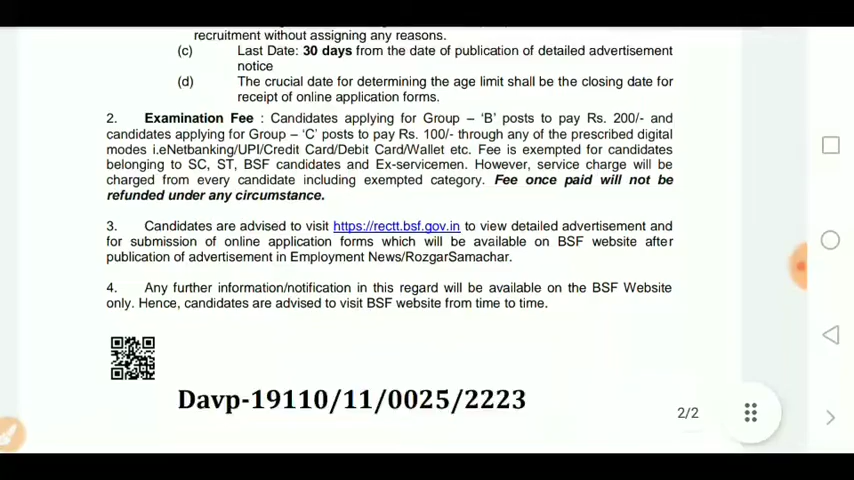 recruitment without assigning any reasons.
(c) Last Date: 30 days from the date of publication of detailed advertisement
notice
(d) The crucial date for determining the age limit shall be the closing date for
receipt of online application forms.
2. Examination Fee : Candidates applying for Group – ‘B’ posts to pay Rs. 200/- and
candidates applying for Group – ‘C’ posts to pay Rs. 100/- through any of the prescribed digital
modes i.eNetbanking/UPI/Credit Card/Debit Card/Wallet etc. Fee is exempted for candidates
belonging to SC, ST, BSF candidates and Ex-servicemen. However, service charge will be
charged from every candidate including exempted category. Fee once paid will not be
refunded under any circumstance.
3. Candidates are advised to visit https://rectt.bsf.gov.in to view detailed advertisement and
for submission of online application forms which will be available on BSF website after
publication of advertisement in Employment News/RozgarSamachar.
4. Any further information/notification in this regard will be available on the BSF Website
only. Hence, candidates are advised to visit BSF website from time to time.
Davp-19110/11/0025/2223
2/2